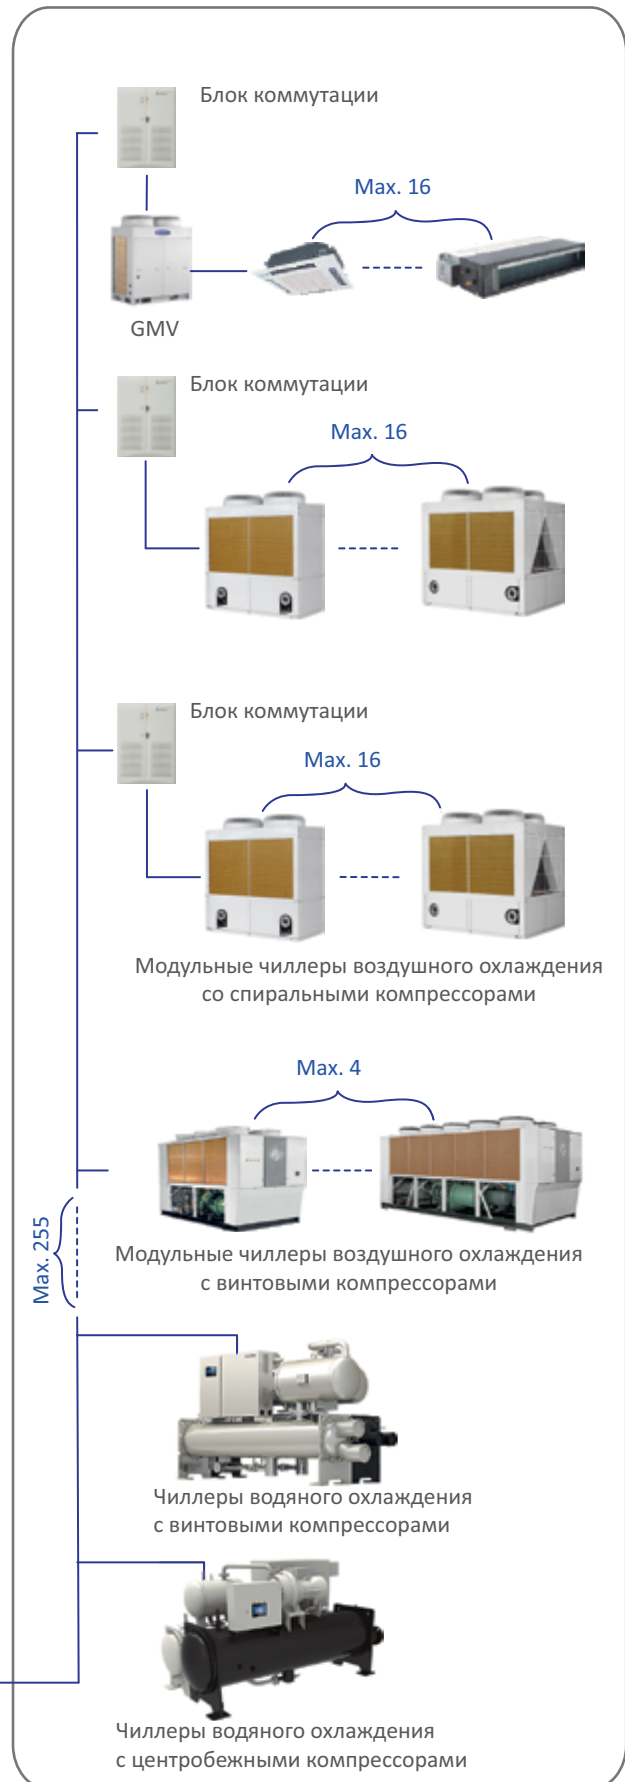 Блок коммутации
Max. 16
GMV
Блок коммутации
Max. 16
Блок коммутации
Max. 16
Модульные чиллеры воздушного охлаждения
со спиральными компрессорами
Max. 4
Max. 255
Модульные чиллеры воздушного охлаждения
с винтовыми компрессорами
Чиллеры водяного охлаждения
с винтовыми компрессорами
Чиллеры водяного охлаждения
с центробежными компрессорами